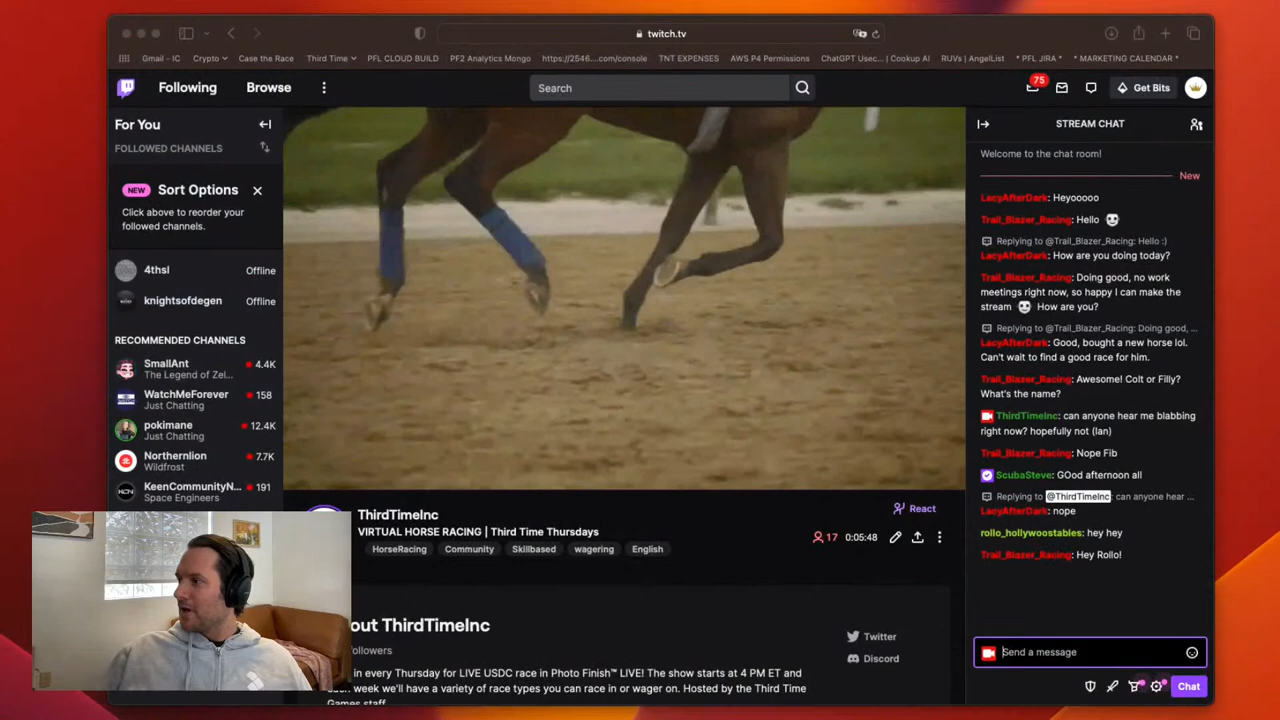 twitch.tv
Gmail - IC
Crypto
Case the Race
Third Time
PFL CLOUD BUILD
PF2 Analytics Mongo
https://2546....com/console
TNT EXPENSES
AWS P4 Permissions
ChatGPT Usec... | Cookup AI
RUVs | AngelList
* PFL JIRA *
* MARKETING CALENDAR *
Following
Browse
Search
75
Get Bits
For You
FOLLOWED CHANNELS
NEW Sort Options
Click above to reorder your
followed channels.
4thsl Offline
knightsofdegen Offline
RECOMMENDED CHANNELS
SmallAnt 4.4K
The Legend of Zel...
WatchMeForever 158
Just Chatting
pokimane 12.4K
Just Chatting
Northernlion 7.7K
Wildfrost
KeenCommunityN... 191
Space Engineers
ThirdTimeInc
React
VIRTUAL HORSE RACING | Third Time Thursdays
17 0:05:48
HorseRacing Community Skillbased wagering English
out ThirdTimeInc
followers
in every Thursday for LIVE USDC race in Photo Finish™ LIVE! The show starts at 4 PM ET and
each week we'll have a variety of race types you can race in or wager on. Hosted by the Third Time
Games staff.
Twitter
Discord
STREAM CHAT
Welcome to the chat room!
New
LacyAfterDark: Heyooooo
Trail_Blazer_Racing: Hello
Replying to @Trail_Blazer_Racing: Hello :)
LacyAfterDark: How are you doing today?
Trail_Blazer_Racing: Doing good, no work
meetings right now, so happy I can make the
stream How are you?
Replying to @Trail_Blazer_Racing: Doing good, ...
LacyAfterDark: Good, bought a new horse lol.
Can't wait to find a good race for him.
Trail_Blazer_Racing: Awesome! Colt or Filly?
What's the name?
ThirdTimeInc: can anyone hear me blabbing
right now? hopefully not (Ian)
Trail_Blazer_Racing: Nope Fib
ScubaSteve: GOod afternoon all
Replying to @ThirdTimeInc: can anyone hear ...
LacyAfterDark: nope
rollo_hollywoostables: hey hey
Trail_Blazer_Racing: Hey Rollo!
Send a message
Chat